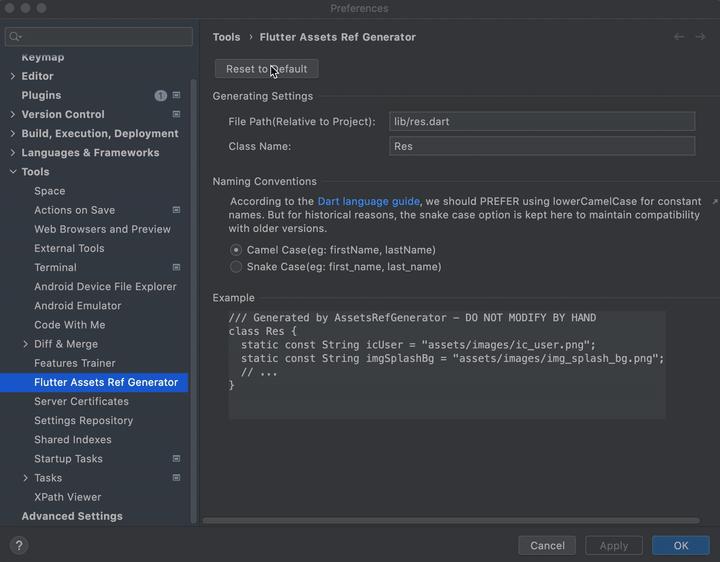 Preferences
Keymap
Editor
Plugins 1
Version Control
Build, Execution, Deployment
Languages & Frameworks
Tools
Space
Actions on Save
Web Browsers and Preview
External Tools
Terminal
Android Device File Explorer
Android Emulator
Code With Me
Diff & Merge
Features Trainer
Flutter Assets Ref Generator
Server Certificates
Settings Repository
Shared Indexes
Startup Tasks
Tasks
XPath Viewer
Advanced Settings
Tools › Flutter Assets Ref Generator
Reset to Default
Generating Settings
File Path(Relative to Project): lib/res.dart
Class Name: Res
Naming Conventions
According to the Dart language guide, we should PREFER using lowerCamelCase for constant
names. But for historical reasons, the snake case option is kept here to maintain compatibility
with older versions.
Camel Case(eg: firstName, lastName)
Snake Case(eg: first_name, last_name)
Example
/// Generated by AssetsRefGenerator – DO NOT MODIFY BY HAND
class Res {
static const String icUser = "assets/images/ic_user.png";
static const String imgSplashBg = "assets/images/img_splash_bg.png";
// ...
}
? Cancel Apply OK